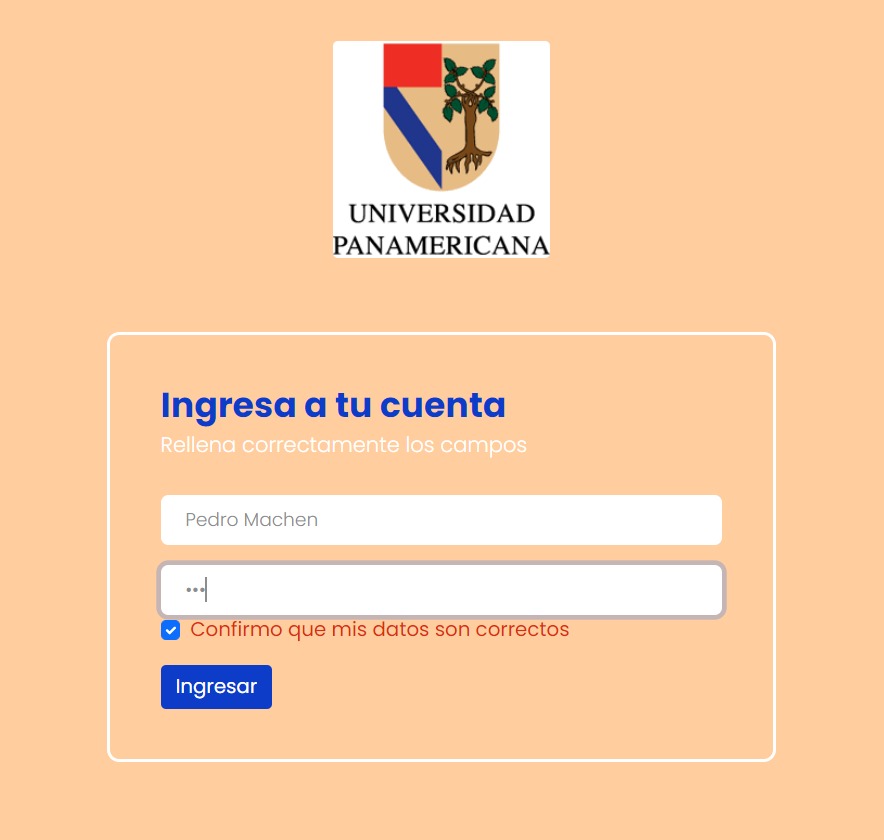 UNIVERSIDAD
PANAMERICANA
Ingresa a tu cuenta
Rellena correctamente los campos
Pedro Machen
•••
Confirmo que mis datos son correctos
Ingresar